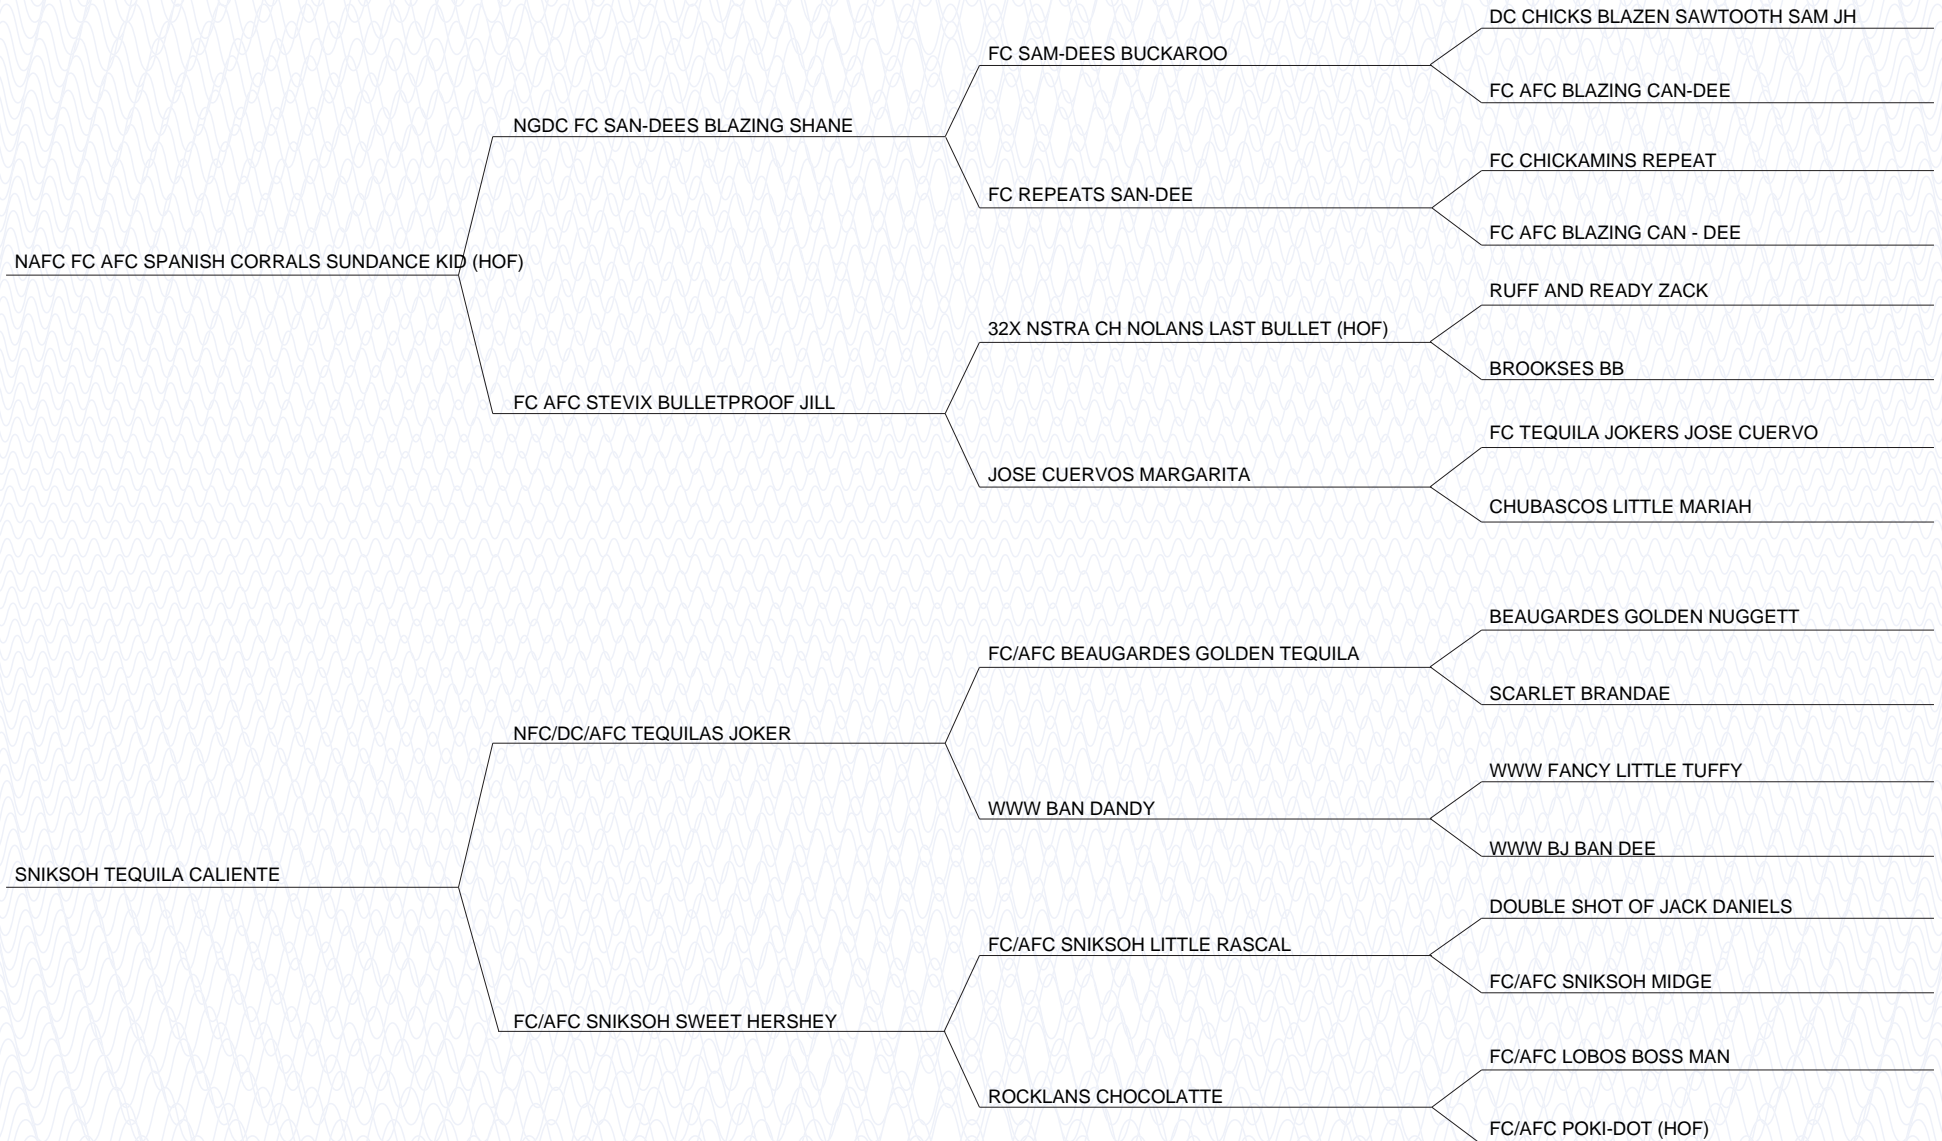 DC CHICKS BLAZEN SAWTOOTH SAM JH
FC SAM-DEES BUCKAROO
FC AFC BLAZING CAN-DEE
NGDC FC SAN-DEES BLAZING SHANE
FC CHICKAMINS REPEAT
FC REPEATS SAN-DEE
FC AFC BLAZING CAN - DEE
NAFC FC AFC SPANISH CORRALS SUNDANCE KID (HOF)
RUFF AND READY ZACK
32X NSTRA CH NOLANS LAST BULLET (HOF)
BROOKSES BB
FC AFC STEVIX BULLETPROOF JILL
FC TEQUILA JOKERS JOSE CUERVO
JOSE CUERVOS MARGARITA
CHUBASCOS LITTLE MARIAH
BEAUGARDES GOLDEN NUGGETT
FC/AFC BEAUGARDES GOLDEN TEQUILA
SCARLET BRANDAE
NFC/DC/AFC TEQUILAS JOKER
WWW FANCY LITTLE TUFFY
WWW BAN DANDY
WWW BJ BAN DEE
SNIKSOH TEQUILA CALIENTE
DOUBLE SHOT OF JACK DANIELS
FC/AFC SNIKSOH LITTLE RASCAL
FC/AFC SNIKSOH MIDGE
FC/AFC SNIKSOH SWEET HERSHEY
FC/AFC LOBOS BOSS MAN
ROCKLANS CHOCOLATTE
FC/AFC POKI-DOT (HOF)